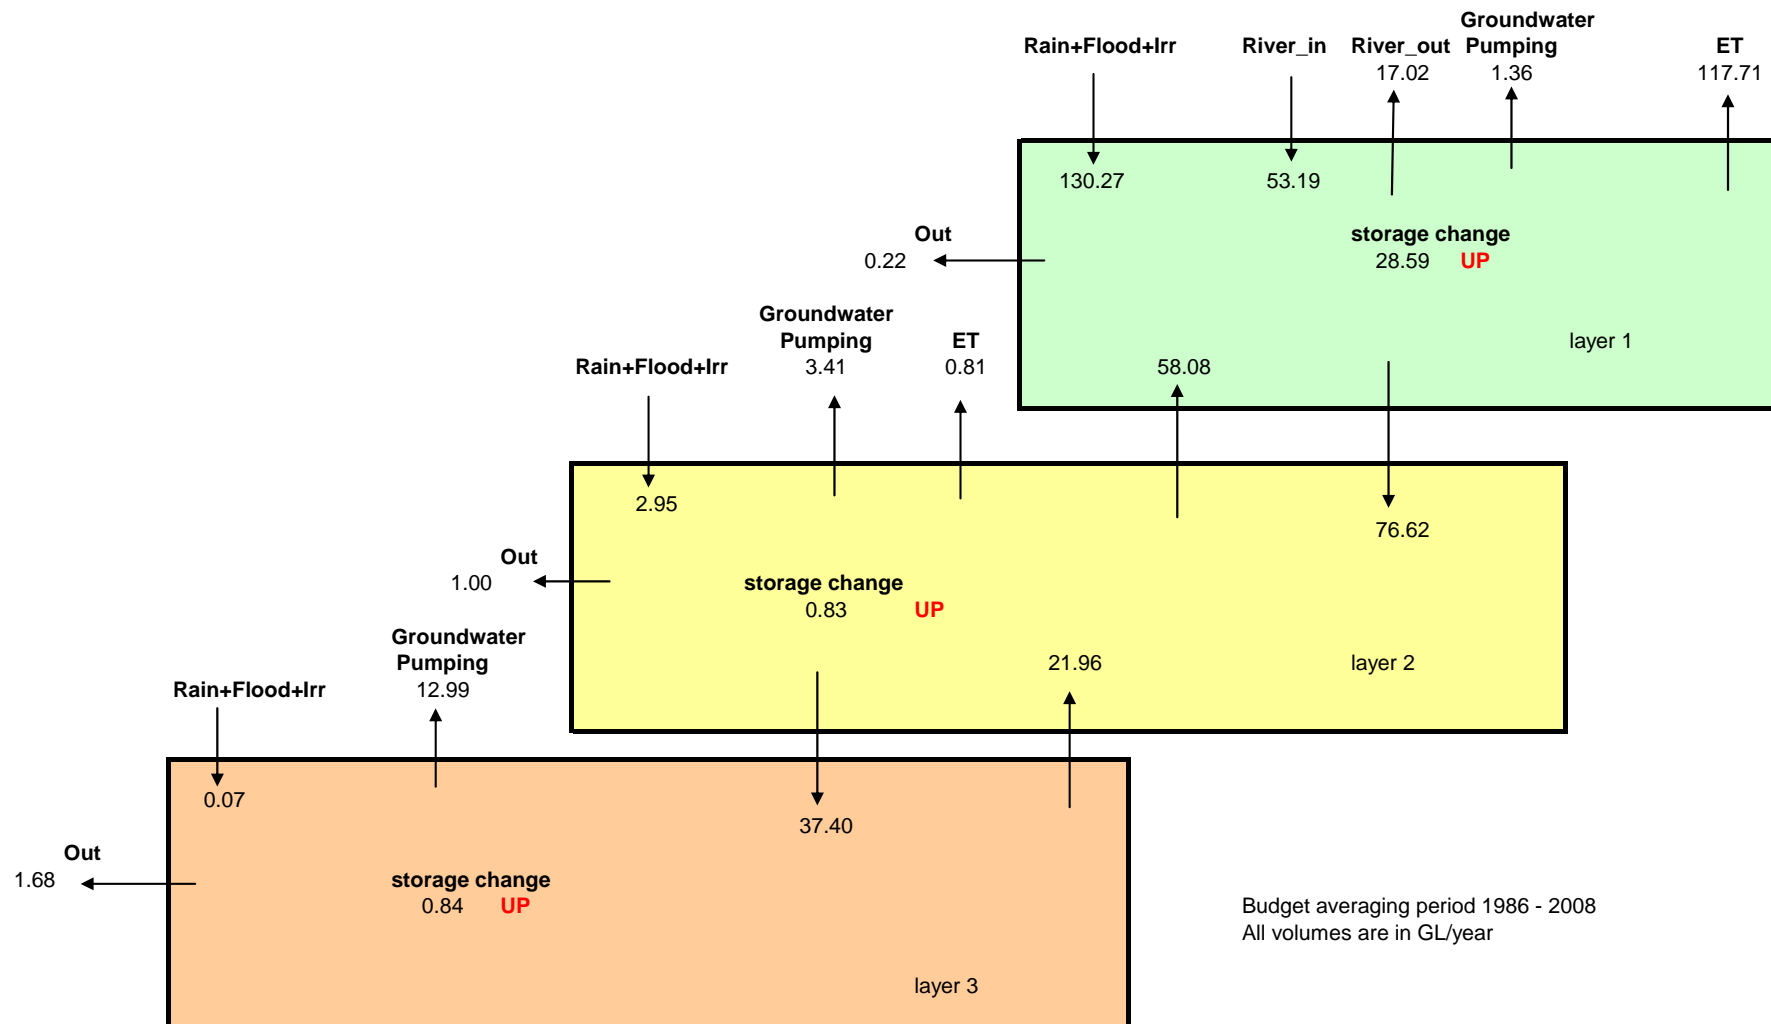 Groundwater
Rain+Flood+Irr River_in River_out Pumping ET
17.02 1.36 117.71
130.27 53.19
Out storage change
0.22 28.59 UP
Groundwater
Pumping ET layer 1
Rain+Flood+Irr 3.41 0.81 58.08
2.95
76.62
Out
1.00 storage change
0.83 UP
Groundwater
Pumping 21.96 layer 2
Rain+Flood+Irr 12.99
0.07
37.40
Out
1.68 storage change
0.84 UP
Budget averaging period 1986 - 2008
All volumes are in GL/year
layer 3